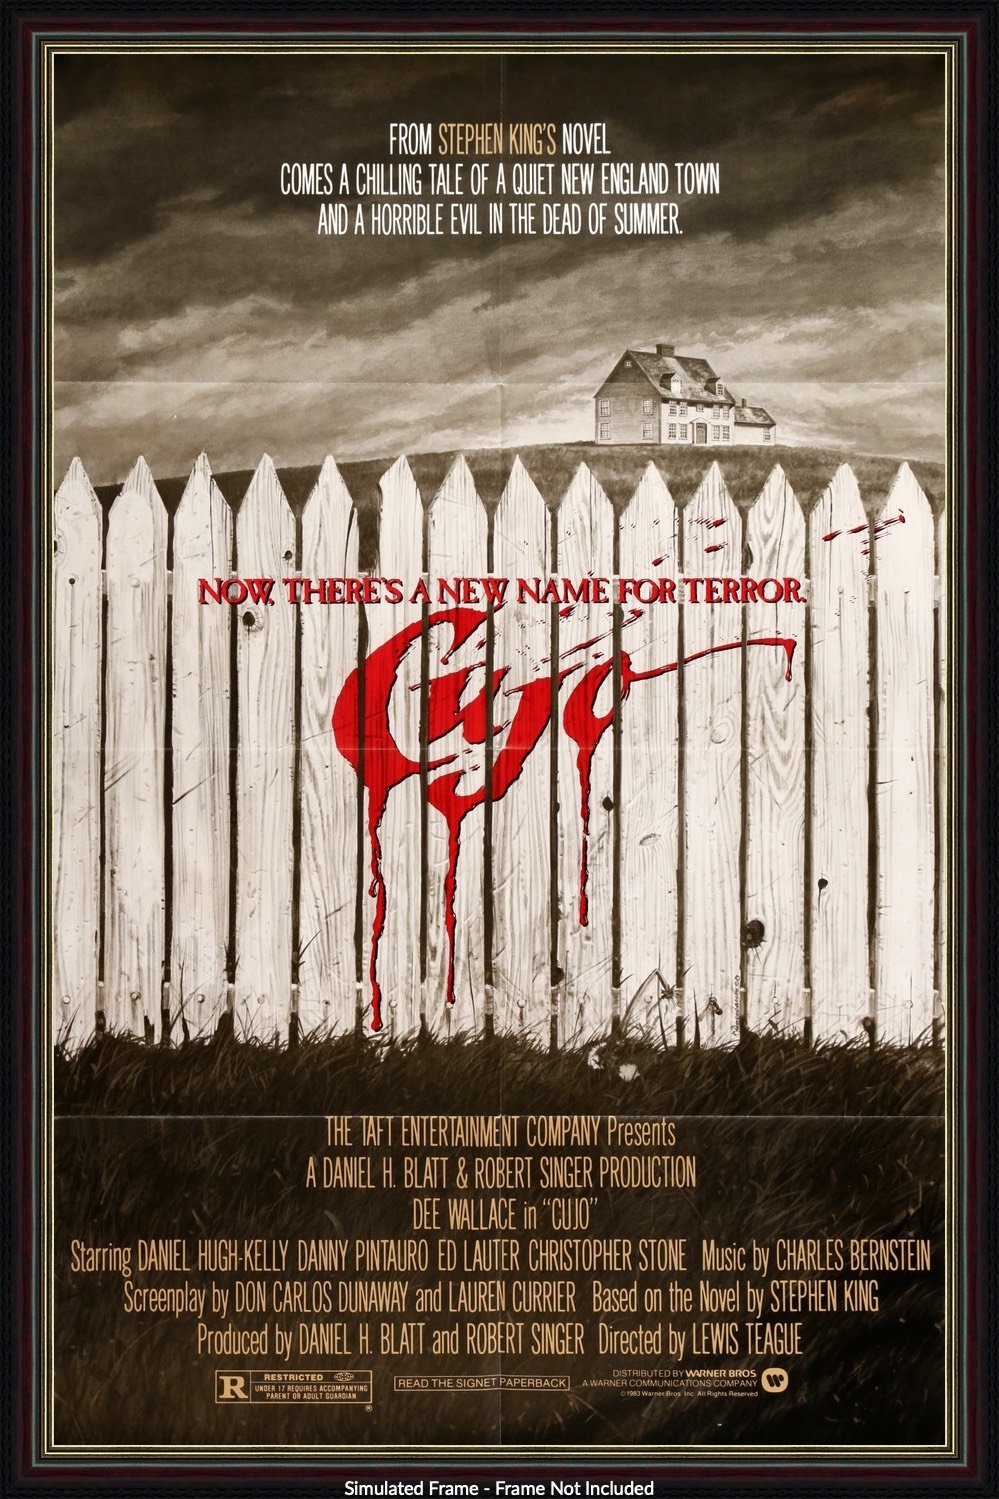 FROM STEPHEN KING'S NOVEL
COMES A CHILLING TALE OF A QUIET NEW ENGLAND TOWN
AND A HORRIBLE EVIL IN THE DEAD OF SUMMER.
NOW, THERE'S A NEW NAME FOR TERROR.
Cujo
THE TAFT ENTERTAINMENT COMPANY Presents
A DANIEL H. BLATT & ROBERT SINGER PRODUCTION
DEE WALLACE in "CUJO"
Starring DANIEL HUGH-KELLY DANNY PINTAURO ED LAUTER CHRISTOPHER STONE Music by CHARLES BERNSTEIN
Screenplay by DON CARLOS DUNAWAY and LAUREN CURRIER Based on the Novel by STEPHEN KING
Produced by DANIEL H. BLATT and ROBERT SINGER Directed by LEWIS TEAGUE
R RESTRICTED
UNDER 17 REQUIRES ACCOMPANYING
PARENT OR ADULT GUARDIAN
®
READ THE SIGNET PAPERBACK
DISTRIBUTED BY WARNER BROS
A WARNER COMMUNICATIONS COMPANY
©1983 Warner Bros. Inc. All Rights Reserved
Simulated Frame - Frame Not Included